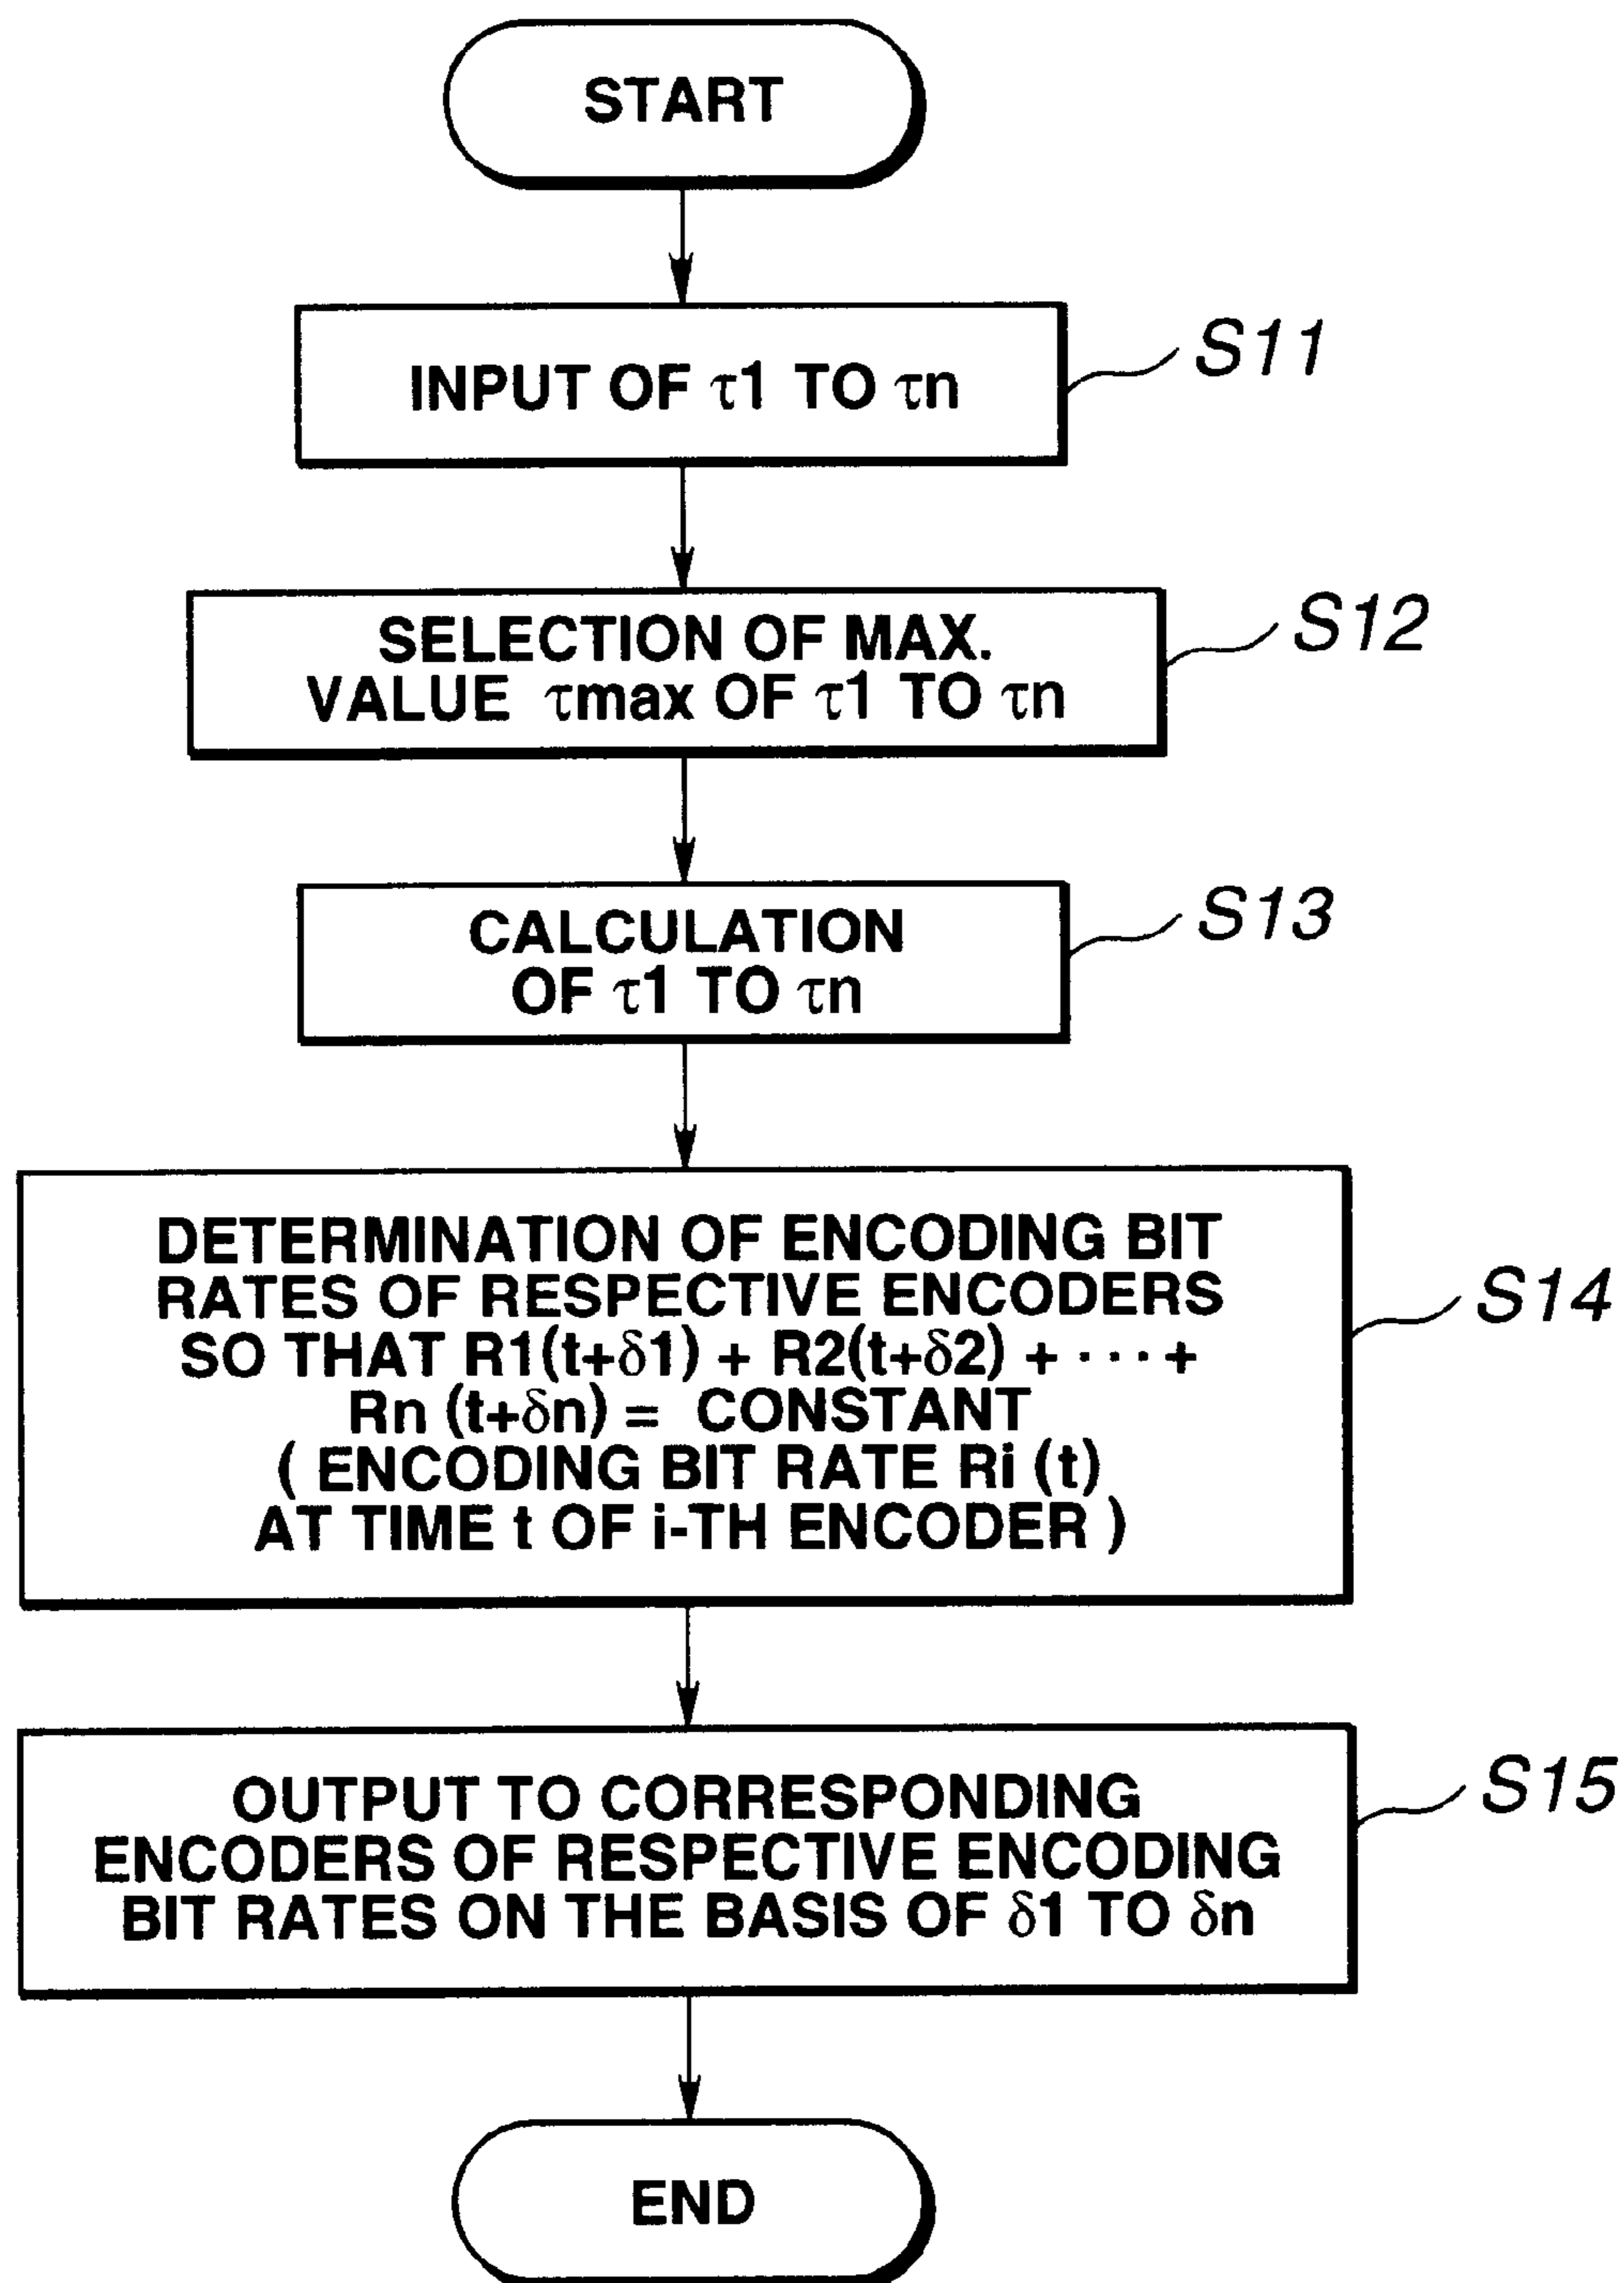 START
INPUT OF τ1 TO τn
S11
SELECTION OF MAX.
VALUE τmax OF τ1 TO τn
S12
CALCULATION
OF τ1 TO τn
S13
DETERMINATION OF ENCODING BIT
RATES OF RESPECTIVE ENCODERS
SO THAT R1(t+δ1) + R2(t+δ2) + ··· +
Rn (t+δn) = CONSTANT
( ENCODING BIT RATE Ri (t)
AT TIME t OF i-TH ENCODER )
S14
OUTPUT TO CORRESPONDING
ENCODERS OF RESPECTIVE ENCODING
BIT RATES ON THE BASIS OF δ1 TO δn
S15
END